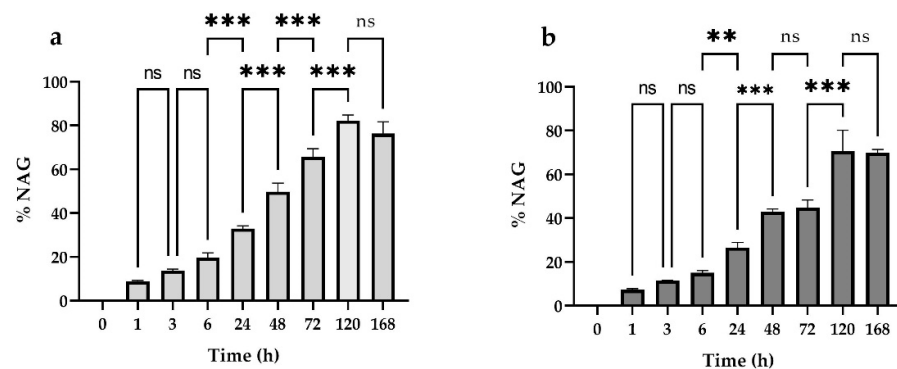 a
*** *** ns
ns ns *** ***
% NAG
100
80
60
40
20
0
0 1 3 6 24 48 72 120 168
Time (h)
b
** ns ns
ns ns *** ***
% NAG
100
80
60
40
20
0
0 1 3 6 24 48 72 120 168
Time (h)